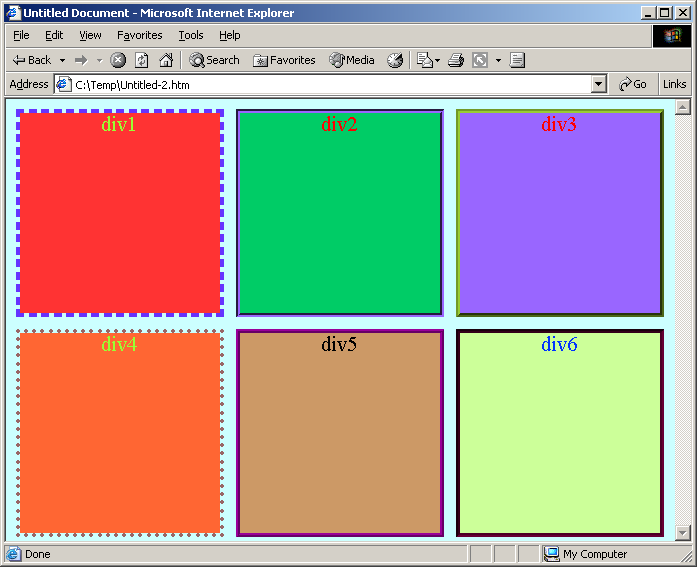 Untitled Document - Microsoft Internet Explorer
File Edit View Favorites Tools Help
Back Search Favorites Media
Address C:\Temp\Untitled-2.htm Go Links
div1 div2 div3
div4 div5 div6
Done My Computer